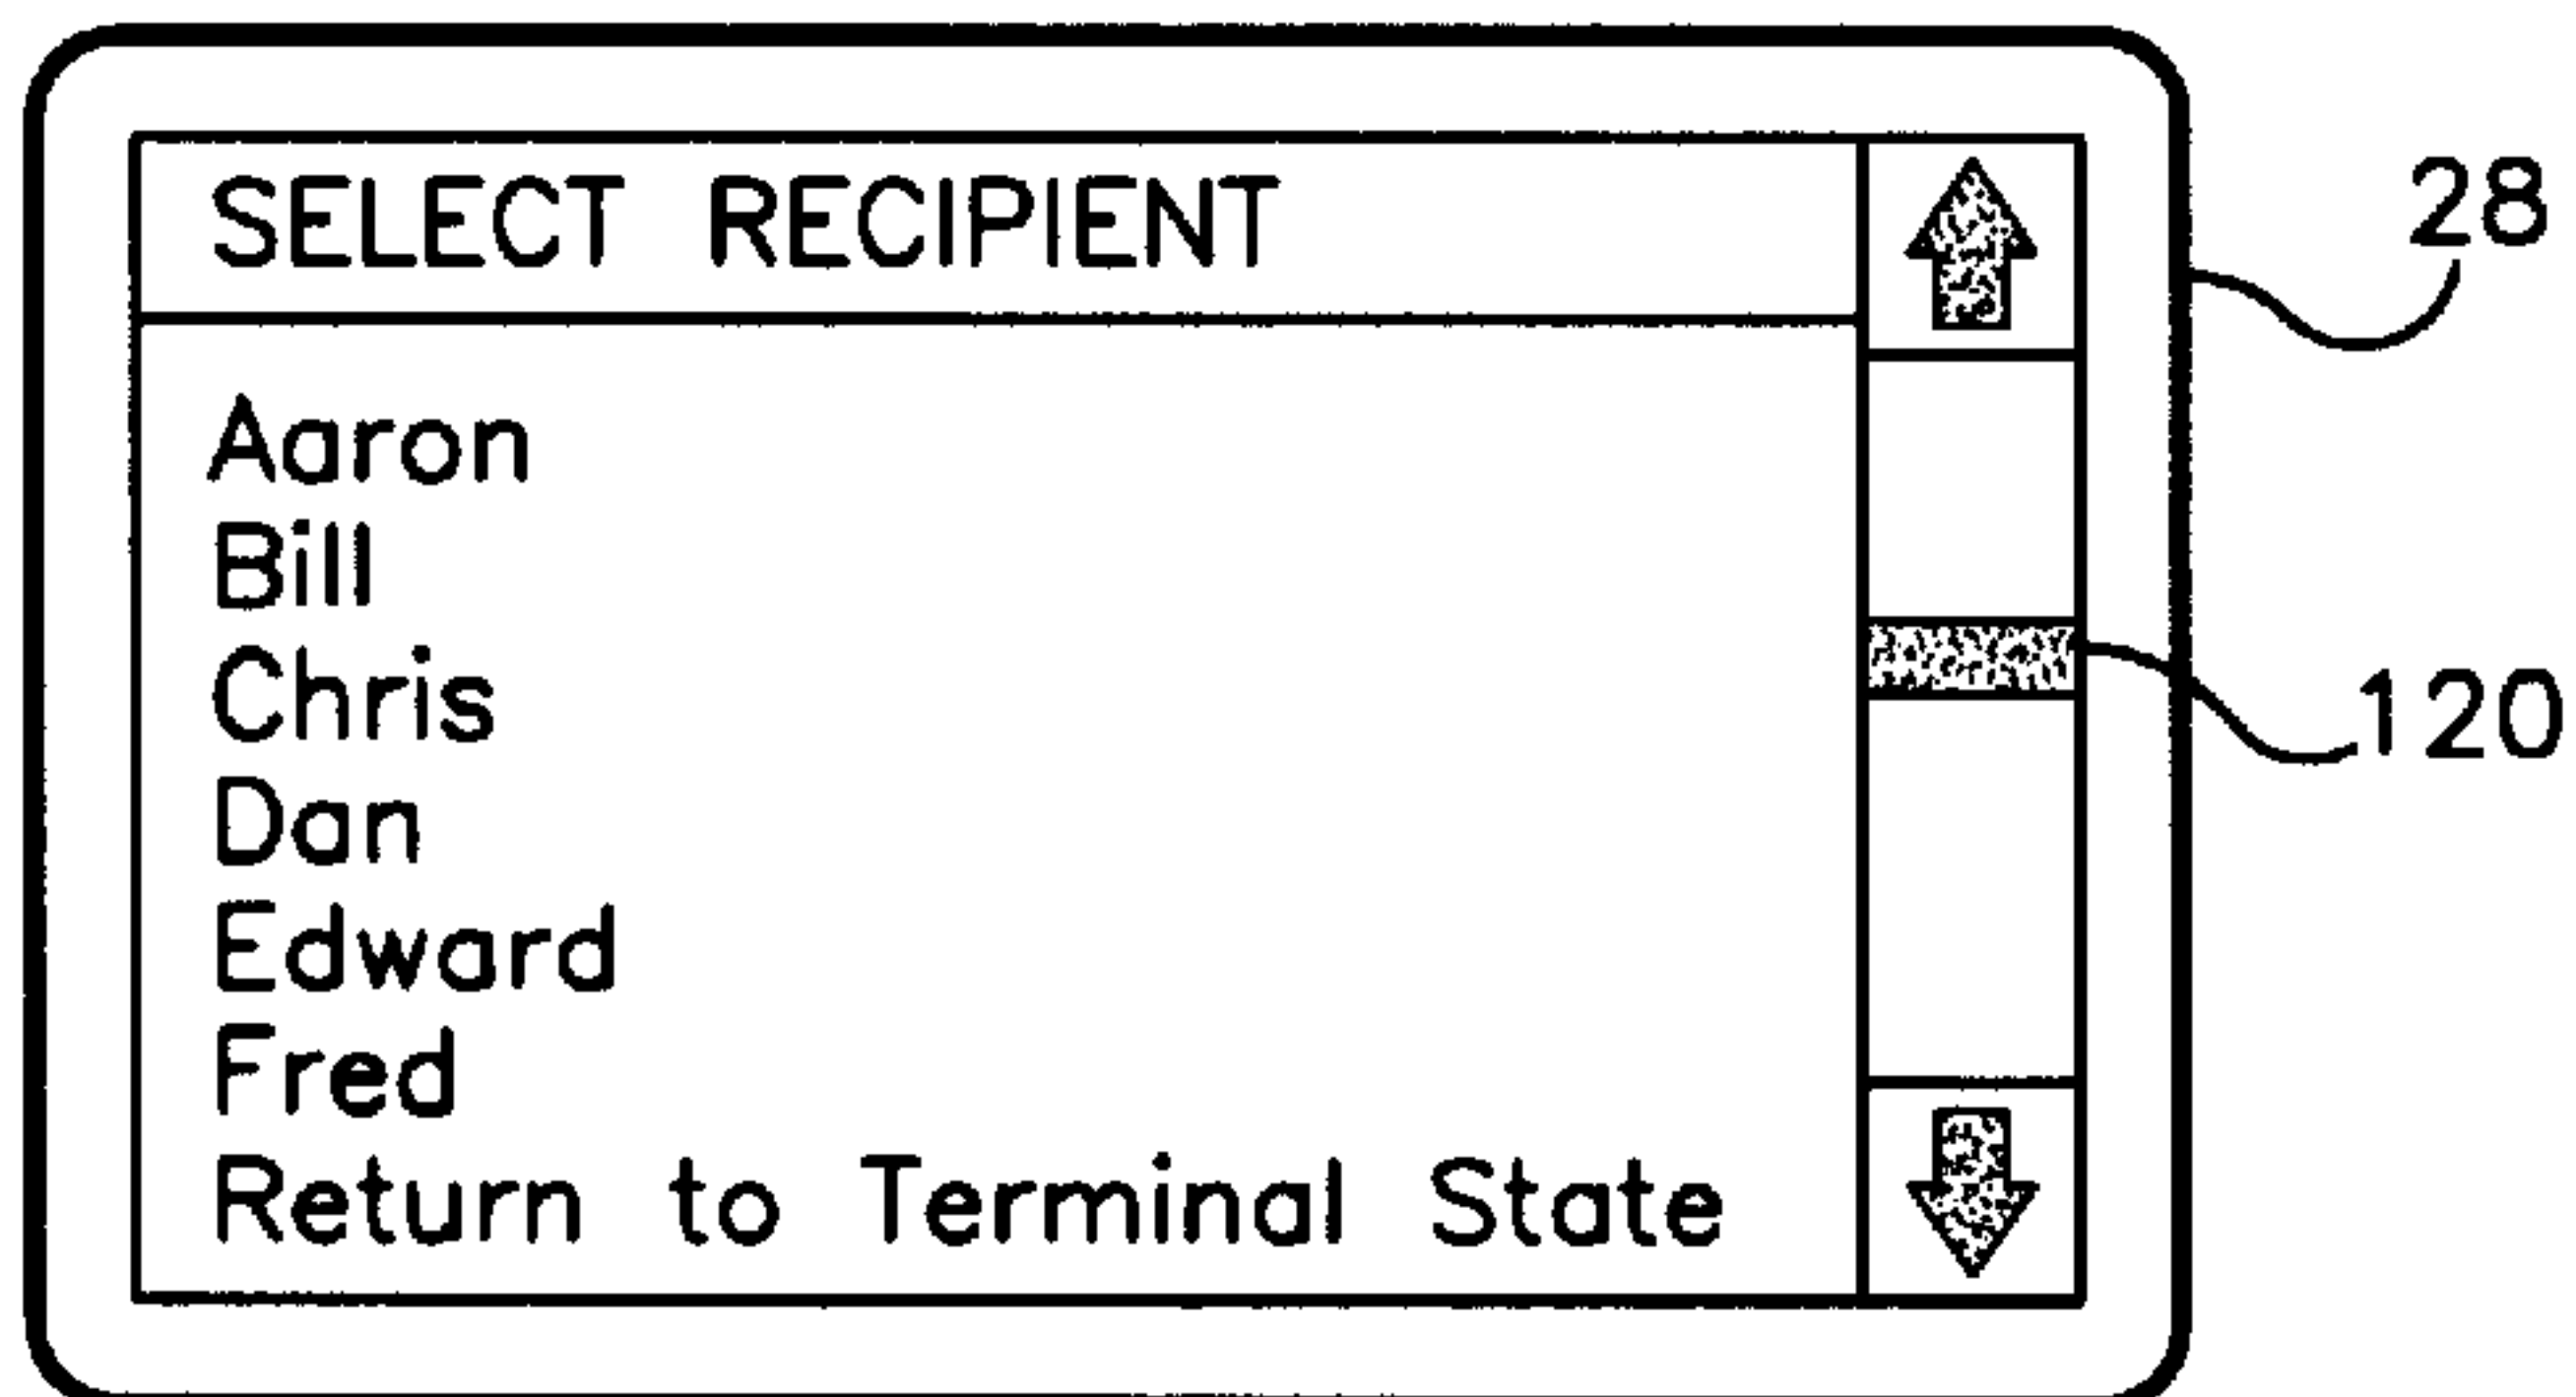 SELECT RECIPIENT
28
Aaron
Bill
Chris
120
Dan
Edward
Fred
Return to Terminal State